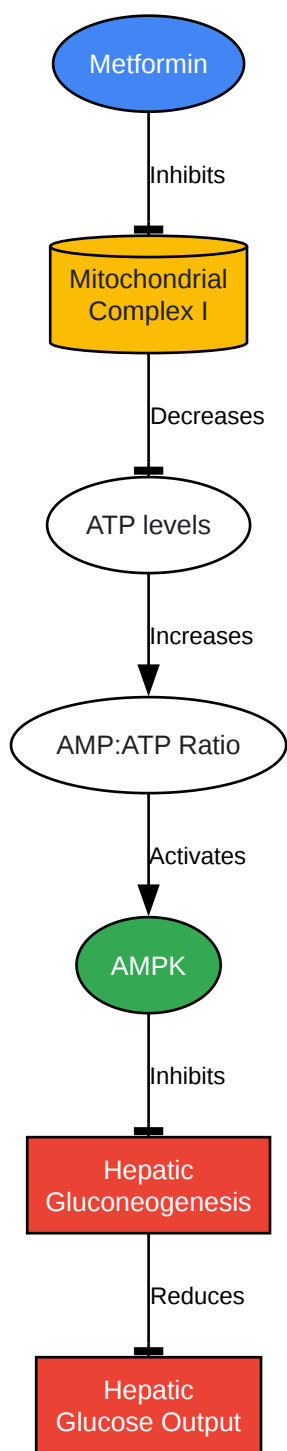 Metformin
Inhibits
Mitochondrial
Complex I
Decreases
ATP levels
Increases
AMP:ATP Ratio
Activates
AMPK
Inhibits
Hepatic
Gluconeogenesis
Reduces
Hepatic
Glucose Output